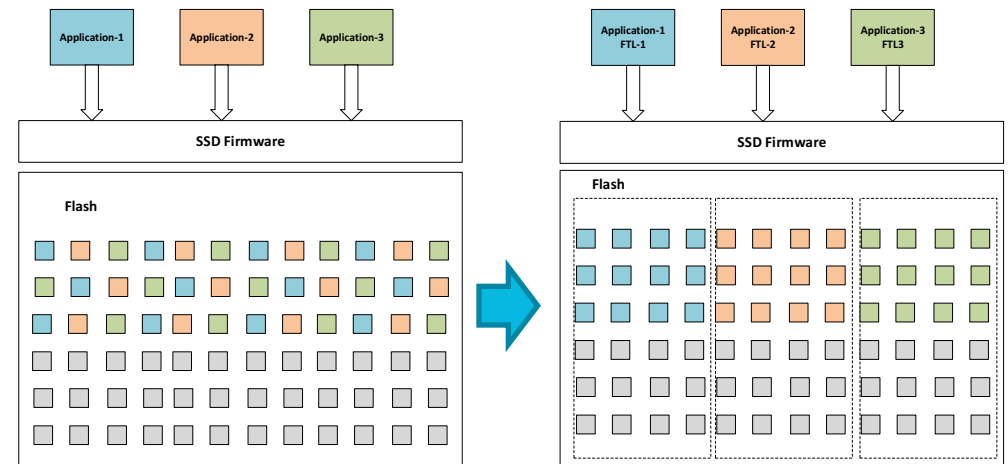 Application-1
Application-2
Application-3
SSD Firmware
Flash
Application-1
FTL-1
Application-2
FTL-2
Application-3
FTL3
SSD Firmware
Flash